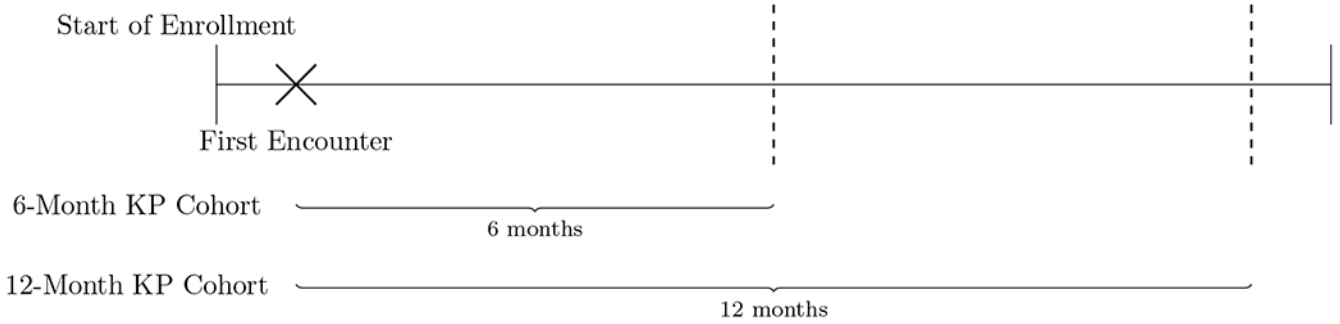 Start of Enrollment
First Encounter
6-Month KP Cohort
6 months
12-Month KP Cohort
12 months